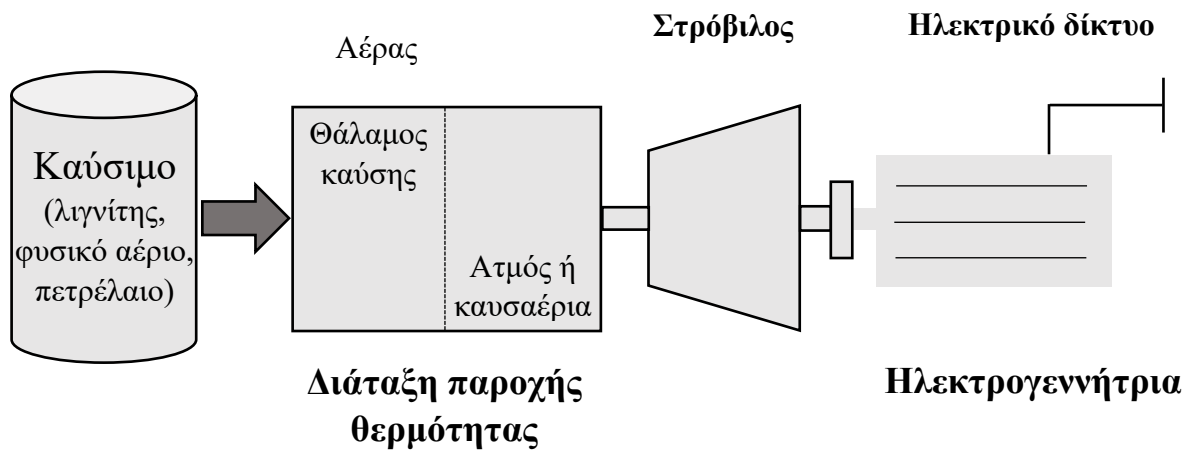 Στρόβιλος
Ηλεκτρικό δίκτυο
Αέρας
Καύσιμο
(λιγνίτης,
φυσικό αέριο,
πετρέλαιο)
Θάλαμος
καύσης
Ατμός ή
καυσαέρια
Διάταξη παροχής
θερμότητας
Ηλεκτρογεννήτρια